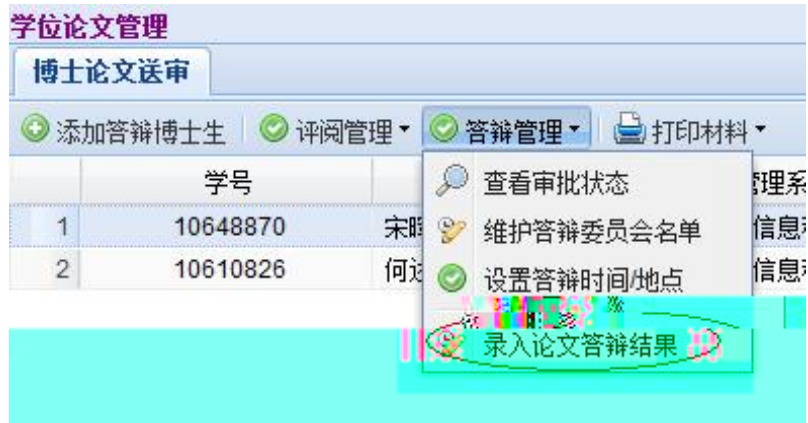 学位论文管理
博士论文送审
添加答辩博士生 评阅管理 答辩管理 打印材料
学号
查看审批状态
管理系
1 10648870 宋
维护答辩委员会名单
信息
2 10610826 何
设置答辩时间/地点
信息
录入论文答辩结果